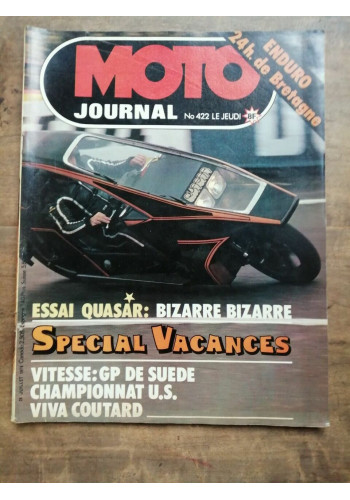 ENDURO
24h. de Bretagne
MOTO
JOURNAL
No 422 LE JEUDI
ESSAI QUASAR: BIZARRE BIZARRE
SPECIAL VACANCES
VITESSE: GP DE SUEDE
CHAMPIONNAT U.S.
VIVA COUTARD